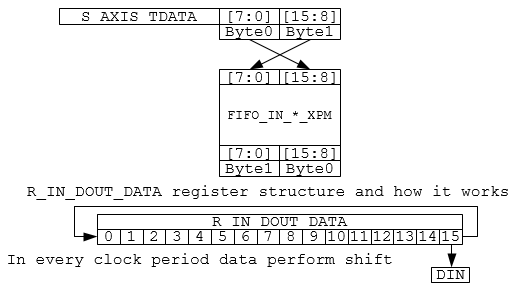 S AXIS TDATA [7:0] [15:8]
Byte0 Byte1
[7:0] [15:8]
FIFO_IN_*_XPM
[7:0] [15:8]
Byte1 Byte0
R_IN_DOUT_DATA register structure and how it works
R IN DOUT DATA
0 1 2 3 4 5 6 7 8 9 10 11 12 13 14 15
In every clock period data perform shift
DIN